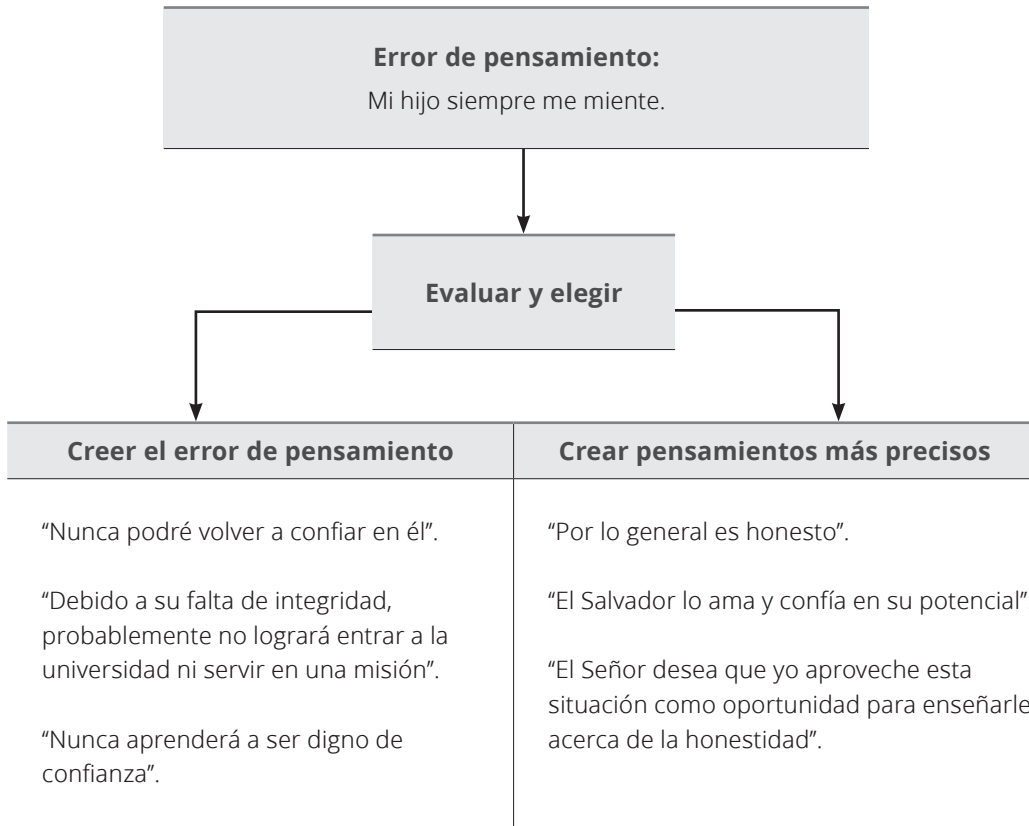 Error de pensamiento:
Mi hijo siempre me miente.
Evaluar y elegir
Creer el error de pensamiento
“Nunca podré volver a confiar en él”.
“Debido a su falta de integridad,
probablemente no logrará entrar a la
universidad ni servir en una misión”.
“Nunca aprenderá a ser digno de
confianza”.
Crear pensamientos más precisos
“Por lo general es honesto”.
“El Salvador lo ama y confía en su potencial”
“El Señor desea que yo aproveche esta
situación como oportunidad para enseñarle
acerca de la honestidad”.